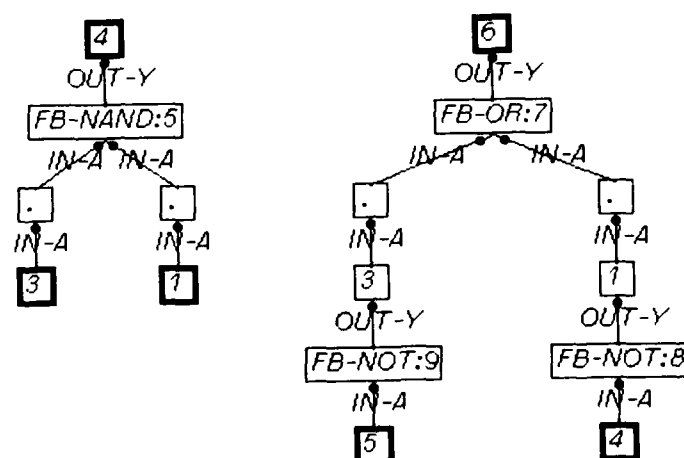 4
OUT-Y
FB-NAND:5
IN-A IN-A
. .
IN-A IN-A
3 1
6
OUT-Y
FB-OR:7
IN-A IN-A
. .
IN-A IN-A
3 1
OUT-Y OUT-Y
FB-NOT:9 FB-NOT:8
IN-A IN-A
5 4